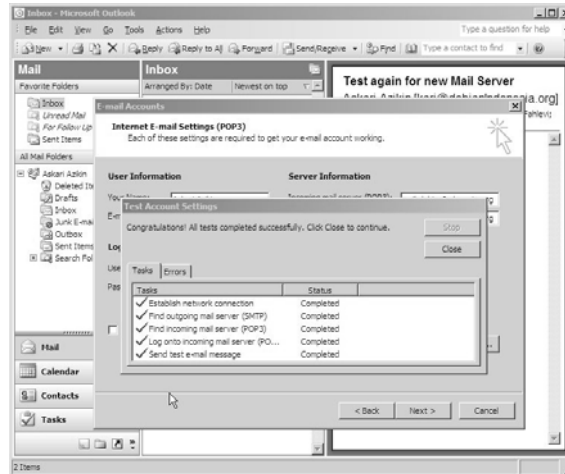 Inbox - Microsoft Outlook
File Edit View Go Tools Actions Help
Type a question for help
New Reply Reply to All Forward Send/Receive Find Type a contact to find
Mail
Favorite Folders
Inbox
Unread Mail
For Follow Up
Sent Items
All Mail Folders
Askari Azikin
Deleted Ite
Drafts
Inbox
Junk E-mai
Outbox
Sent Items
Search Fol
Mail
Calendar
Contacts
Tasks
2 Items
Inbox
Arranged By: Date Newest on top
Test again for new Mail Server
E-mail Accounts
Internet E-mail Settings (POP3)
Each of these settings are required to get your e-mail account working.
User Information Server Information
Test Account Settings
Congratulations! All tests completed successfully. Click Close to continue.
Stop
Close
Tasks Errors
Tasks Status
Establish network connection Completed
Find outgoing mail server (SMTP) Completed
Find incoming mail server (POP3) Completed
Log onto incoming mail server (PO... Completed
Send test e-mail message Completed
< Back Next > Cancel